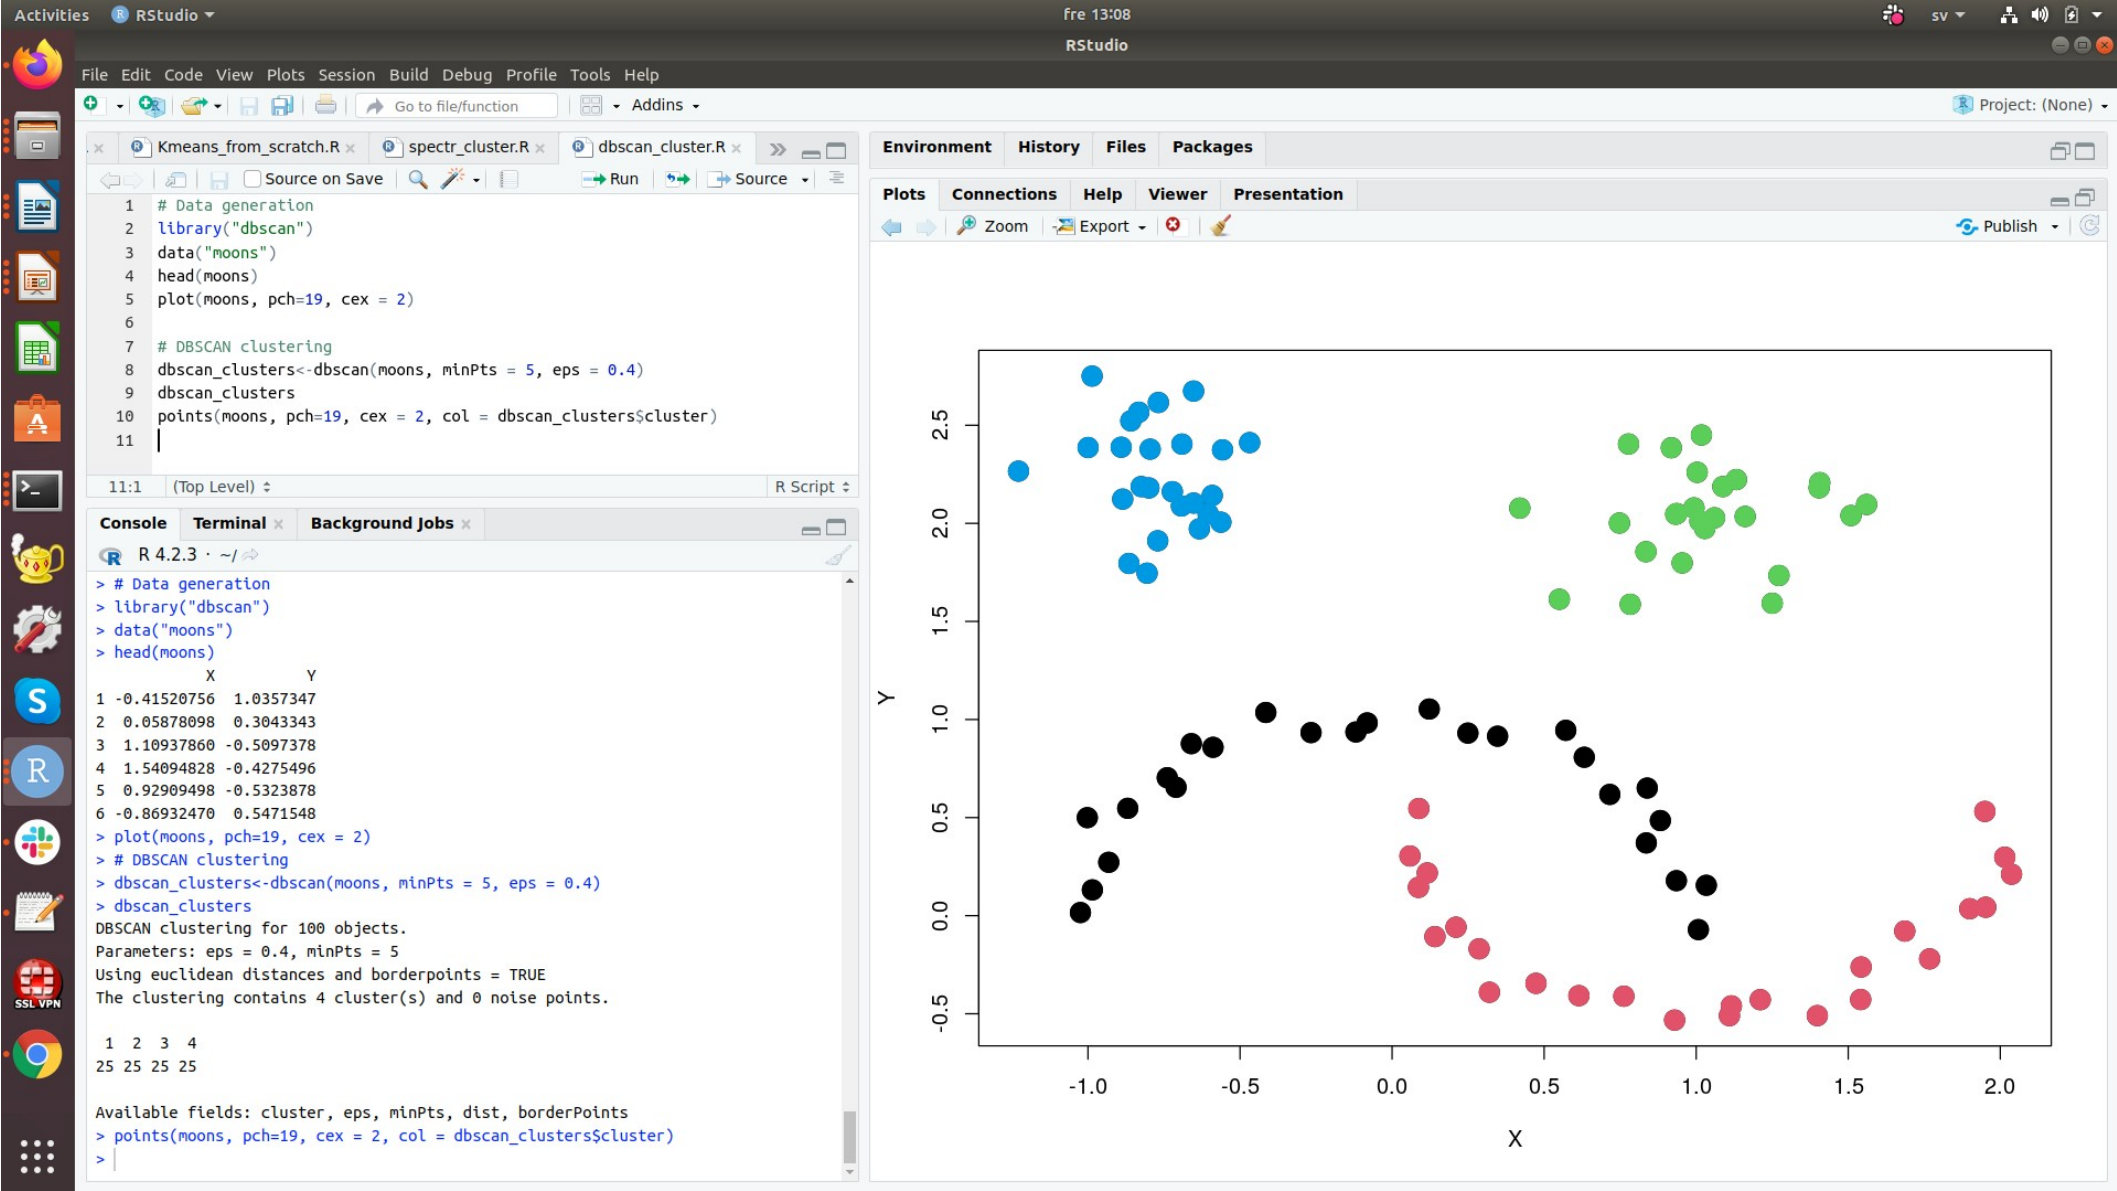 Activities RStudio fre 13:08 sv
RStudio
File Edit Code View Plots Session Build Debug Profile Tools Help
Go to file/function Addins Project: (None)
Kmeans_from_scratch.R spectr_cluster.R dbscan_cluster.R
Source on Save Run Source
1 # Data generation
2 library("dbscan")
3 data("moons")
4 head(moons)
5 plot(moons, pch=19, cex = 2)
6
7 # DBSCAN clustering
8 dbscan_clusters<-dbscan(moons, minPts = 5, eps = 0.4)
9 dbscan_clusters
10 points(moons, pch=19, cex = 2, col = dbscan_clusters$cluster)
11
11:1 (Top Level) R Script
Console Terminal Background Jobs
R 4.2.3 · ~/
> # Data generation
> library("dbscan")
> data("moons")
> head(moons)
X Y
1 -0.41520756 1.0357347
2 0.05878098 0.3043343
3 1.10937860 -0.5097378
4 1.54094828 -0.4275496
5 0.92909498 -0.5323878
6 -0.86932470 0.5471548
> plot(moons, pch=19, cex = 2)
> # DBSCAN clustering
> dbscan_clusters<-dbscan(moons, minPts = 5, eps = 0.4)
> dbscan_clusters
DBSCAN clustering for 100 objects.
Parameters: eps = 0.4, minPts = 5
Using euclidean distances and borderpoints = TRUE
The clustering contains 4 cluster(s) and 0 noise points.
1 2 3 4
25 25 25 25
Available fields: cluster, eps, minPts, dist, borderPoints
> points(moons, pch=19, cex = 2, col = dbscan_clusters$cluster)
>
Environment History Files Packages
Plots Connections Help Viewer Presentation
Zoom Export Publish
2.5
2.0
1.5
1.0
0.5
0.0
-0.5
Y
-1.0 -0.5 0.0 0.5 1.0 1.5 2.0
X
SSL VPN